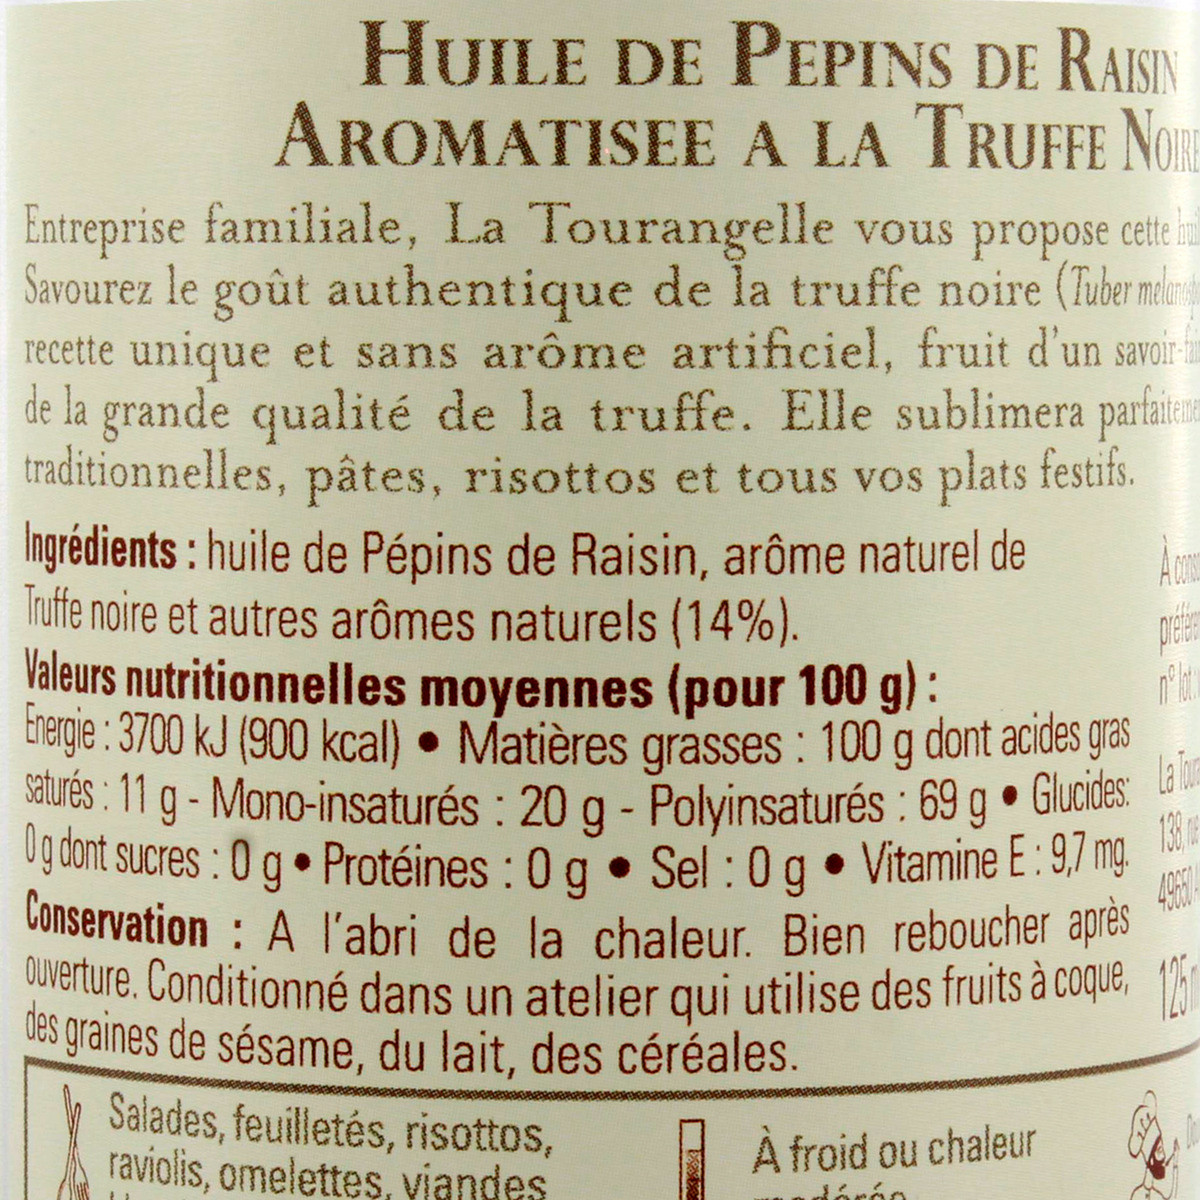 HUILE DE PEPINS DE RAISIN
AROMATISEE A LA TRUFFE NOIRE
Entreprise familiale, La Tourangelle vous propose cette
Savourez le goût authentique de la truffe noire (Tuber
recette unique et sans arôme artificiel, fruit d'un
de la grande qualité de la truffe. Elle sublimera
traditionnelles, pâtes, risottos et tous vos plats festifs.
Ingrédients : huile de Pépins de Raisin, arôme naturel de
Truffe noire et autres arômes naturels (14%).
Valeurs nutritionnelles moyennes (pour 100 g) :
Energie : 3700 kJ (900 kcal) • Matières grasses : 100 g dont acides gras
saturés : 11 g - Mono-insaturés : 20 g - Polyinsaturés : 69 g • Glucides:
0 g dont sucres : 0 g • Protéines : 0 g • Sel : 0 g • Vitamine E : 9,7 mg.
Conservation : A l'abri de la chaleur. Bien reboucher après
ouverture. Conditionné dans un atelier qui utilise des fruits à coque,
des graines de sésame, du lait, des céréales.
À
n° lot
La
138,
49650
125
Salades, feuilletés, risottos,
raviolis, omelettes, viandes
À froid ou chaleur
modérée